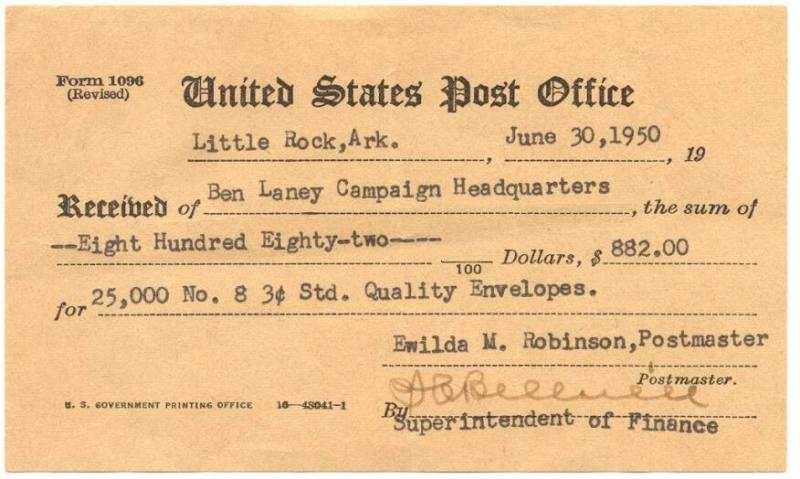 Form 1096
(Revised)
United States Post Office
Little Rock, Ark. , June 30, 1950 , 19
Received of Ben Laney Campaign Headquarters , the sum of
--Eight Hundred Eighty-two---- /100 Dollars, $ 882.00
for 25,000 No. 8 3¢ Std. Quality Envelopes.
Ewilda M. Robinson, Postmaster
Postmaster.
By
Superintendent of Finance
U. S. GOVERNMENT PRINTING OFFICE 16—48041-1